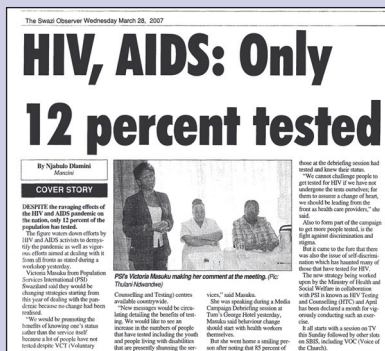 The Swazi Observer Wednesday March 28, 2007
HIV, AIDS: Only
12 percent tested
By Njabulo Dlamini
Manzini
COVER STORY
DESPITE the ravaging effects of
the HIV and AIDS pandemic on
the nation, only 12 percent of the
population has tested.
The figure waters down efforts by
HIV and AIDS activists to demys-
tify the pandemic as well as vigor-
ous efforts aimed at dealing with it
from all fronts as stated during a
workshop yesterday.
Victoria Masuku from Population
Services International (PSI)
Swaziland said they would be
changing strategies starting from
this year of dealing with the pan-
demic because no change had been
realised.
"We would be promoting the
benefits of knowing one's status
rather than the service itself
because a lot of people have not
tested despite VCT (Voluntary
PSI's Victoria Masuku making her comment at the meeting. (Pic:
Thulani Ndwandwe)
Counselling and Testing) centres
available countrywide.
"New messages would be circu-
lating detailing the benefits of test-
ing. We would like to see an
increase in the numbers of people
that have tested including the youth
and people living with disabilities
that are presently shunning the ser-
vices," said Masuku.
She was speaking during a Media
Campaign Debriefing session at
Tum's George Hotel yesterday.
Masuku said behaviour change
should start with health workers
themselves.
But she went home a smiling per-
son after noting that 85 percent of
those at the debriefing session had
tested and knew their status.
"We cannot challenge people to
get tested for HIV if we have not
undergone the tests ourselves; for
them to assure a change of heart,
we should be leading from the
front as health care providers," she
said.
Also to form part of the campaign
to get more people tested, is the
fight against discrimination and
stigma.
But it came to the fore that there
was also the issue of self-discrimi-
nation which has haunted many of
those that have tested for HIV.
The new strategy being worked
upon by the Ministry of Health and
Social Welfare in collaboration
with PSI is known as HIV Testing
and Counselling (HTC) and April
has been declared a month for vig-
orously conducting such an exer-
cise.
It all starts with a session on TV
this Sunday followed by other slots
on SBIS, including VOC (Voice of
the Church).